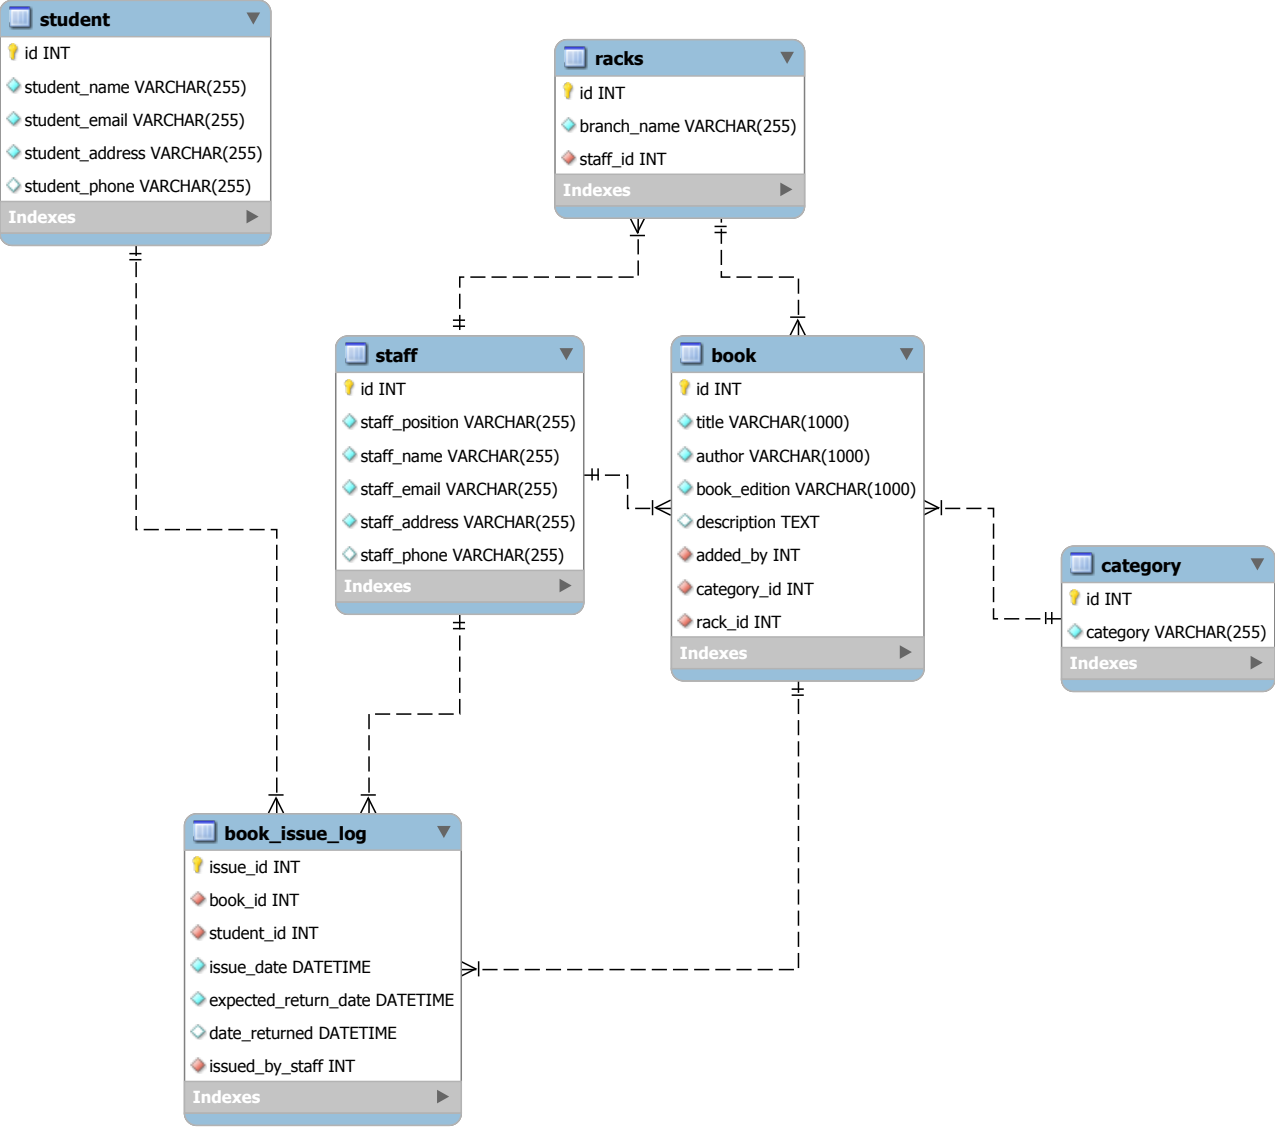 student
id INT
student_name VARCHAR(255)
student_email VARCHAR(255)
student_address VARCHAR(255)
student_phone VARCHAR(255)
Indexes
racks
id INT
branch_name VARCHAR(255)
staff_id INT
Indexes
staff
id INT
staff_position VARCHAR(255)
staff_name VARCHAR(255)
staff_email VARCHAR(255)
staff_address VARCHAR(255)
staff_phone VARCHAR(255)
Indexes
book
id INT
title VARCHAR(1000)
author VARCHAR(1000)
book_edition VARCHAR(1000)
description TEXT
added_by INT
category_id INT
rack_id INT
Indexes
category
id INT
category VARCHAR(255)
Indexes
book_issue_log
issue_id INT
book_id INT
student_id INT
issue_date DATETIME
expected_return_date DATETIME
date_returned DATETIME
issued_by_staff INT
Indexes